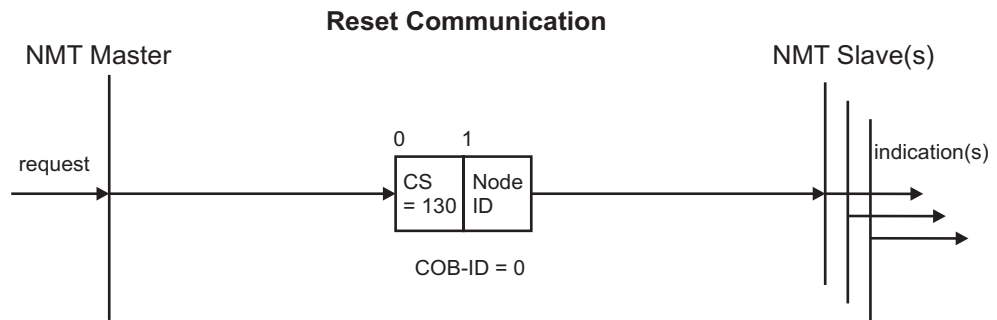 Reset Communication
NMT Master
NMT Slave(s)
0 1
request
indication(s)
CS
= 130
Node
ID
COB-ID = 0